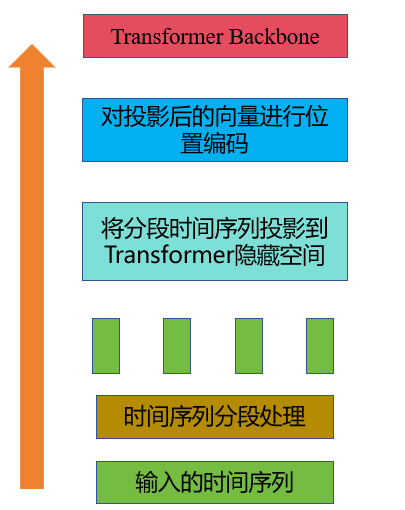 Transformer Backbone
对投影后的向量进行位
置编码
将分段时间序列投影到
Transformer隐藏空间
时间序列分段处理
输入的时间序列